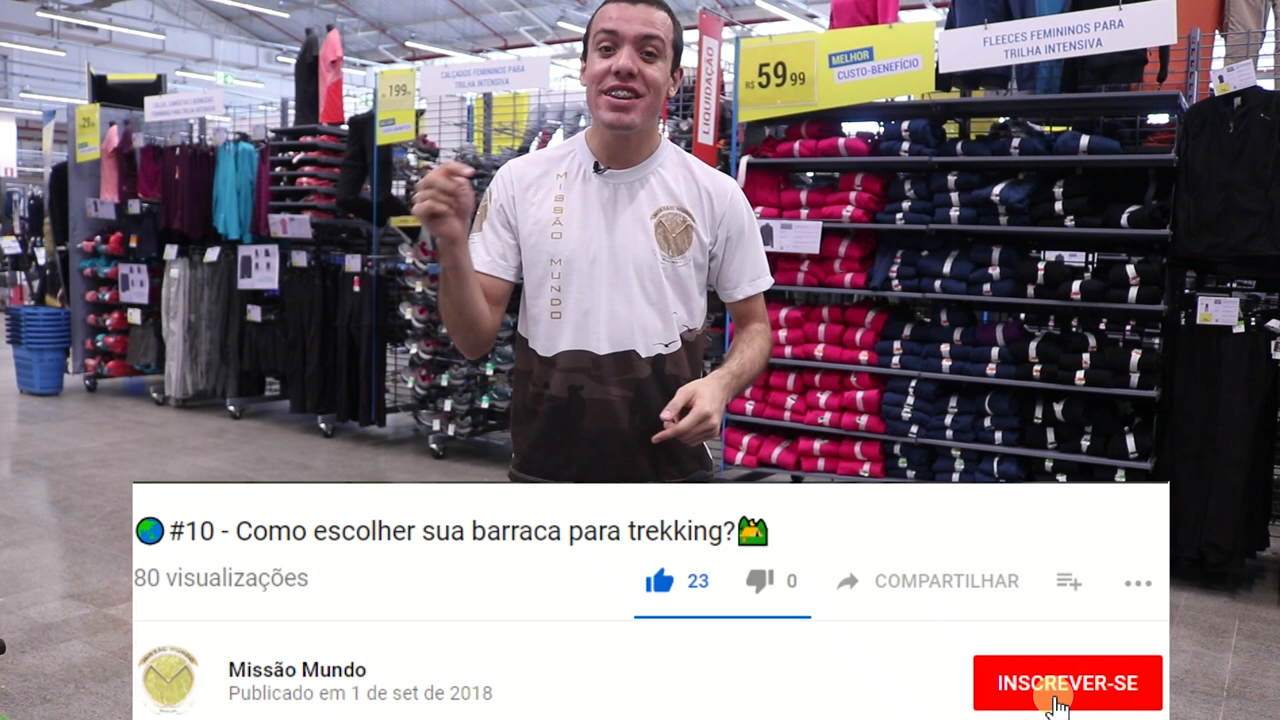 FLEECES FEMININOS PARA
TRILHA INTENSIVA
MELHOR
CUSTO-BENEFÍCIO
R$ 59,99
LIQUIDAÇÃO
CALÇADOS FEMININOS PARA
TRILHA INTENSIVA
199
MISSÃO MUNDO
#10 - Como escolher sua barraca para trekking?
80 visualizações
23
0
COMPARTILHAR
Missão Mundo
Publicado em 1 de set de 2018
INSCREVER-SE